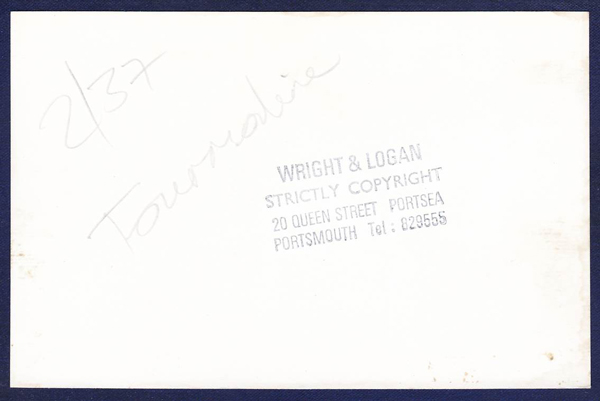 2/37
Tourmaline
WRIGHT & LOGAN
STRICTLY COPYRIGHT
20 QUEEN STREET PORTSEA
PORTSMOUTH Tel : 829555